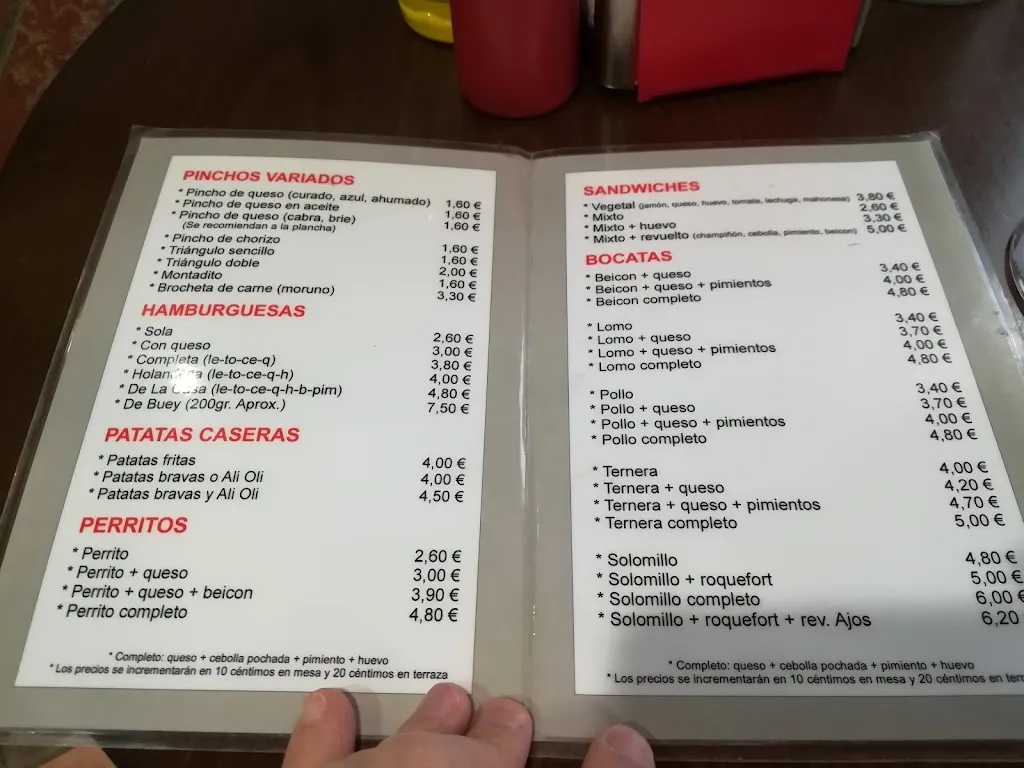 PINCHOS VARIADOS
* Pincho de queso (curado, azul, ahumado) 1,60 €
* Pincho de queso en aceite 1,60 €
* Pincho de queso (cabra, brie) 1,60 €
(Se recomiendan a la plancha)
* Pincho de chorizo 1,60 €
* Triángulo sencillo 1,60 €
* Triángulo doble 2,00 €
* Montadito 1,60 €
* Brocheta de carne (moruno) 3,30 €
HAMBURGUESAS
* Sola 2,60 €
* Con queso 3,00 €
* Completa (le-to-ce-q) 3,80 €
* Holandesa (le-to-ce-q-h) 4,00 €
* De La Casa (le-to-ce-q-h-b-pim) 4,80 €
* De Buey (200gr. Aprox.) 7,50 €
PATATAS CASERAS
* Patatas fritas 4,00 €
* Patatas bravas o Ali Oli 4,00 €
* Patatas bravas y Ali Oli 4,50 €
PERRITOS
* Perrito 2,60 €
* Perrito + queso 3,00 €
* Perrito + queso + beicon 3,90 €
* Perrito completo 4,80 €
* Completo: queso + cebolla pochada + pimiento + huevo
* Los precios se incrementarán en 10 céntimos en mesa y 20 céntimos en terraza
SANDWICHES
* Vegetal (jamón, queso, huevo, tomate, lechuga, mahonesa) 3,80 €
* Mixto 2,60 €
* Mixto + huevo 3,30 €
* Mixto + revuelto (champiñón, cebolla, pimiento, beicon) 5,00 €
BOCATAS
* Beicon + queso 3,40 €
* Beicon + queso + pimientos 4,00 €
* Beicon completo 4,80 €
* Lomo 3,40 €
* Lomo + queso 3,70 €
* Lomo + queso + pimientos 4,00 €
* Lomo completo 4,80 €
* Pollo 3,40 €
* Pollo + queso 3,70 €
* Pollo + queso + pimientos 4,00 €
* Pollo completo 4,80 €
* Ternera 4,00 €
* Ternera + queso 4,20 €
* Ternera + queso + pimientos 4,70 €
* Ternera completo 5,00 €
* Solomillo 4,80 €
* Solomillo + roquefort 5,00 €
* Solomillo completo 6,00 €
* Solomillo + roquefort + rev. Ajos 6,20
* Completo: queso + cebolla pochada + pimiento + huevo
* Los precios se incrementarán en 10 céntimos en mesa y 20 céntimos en terr